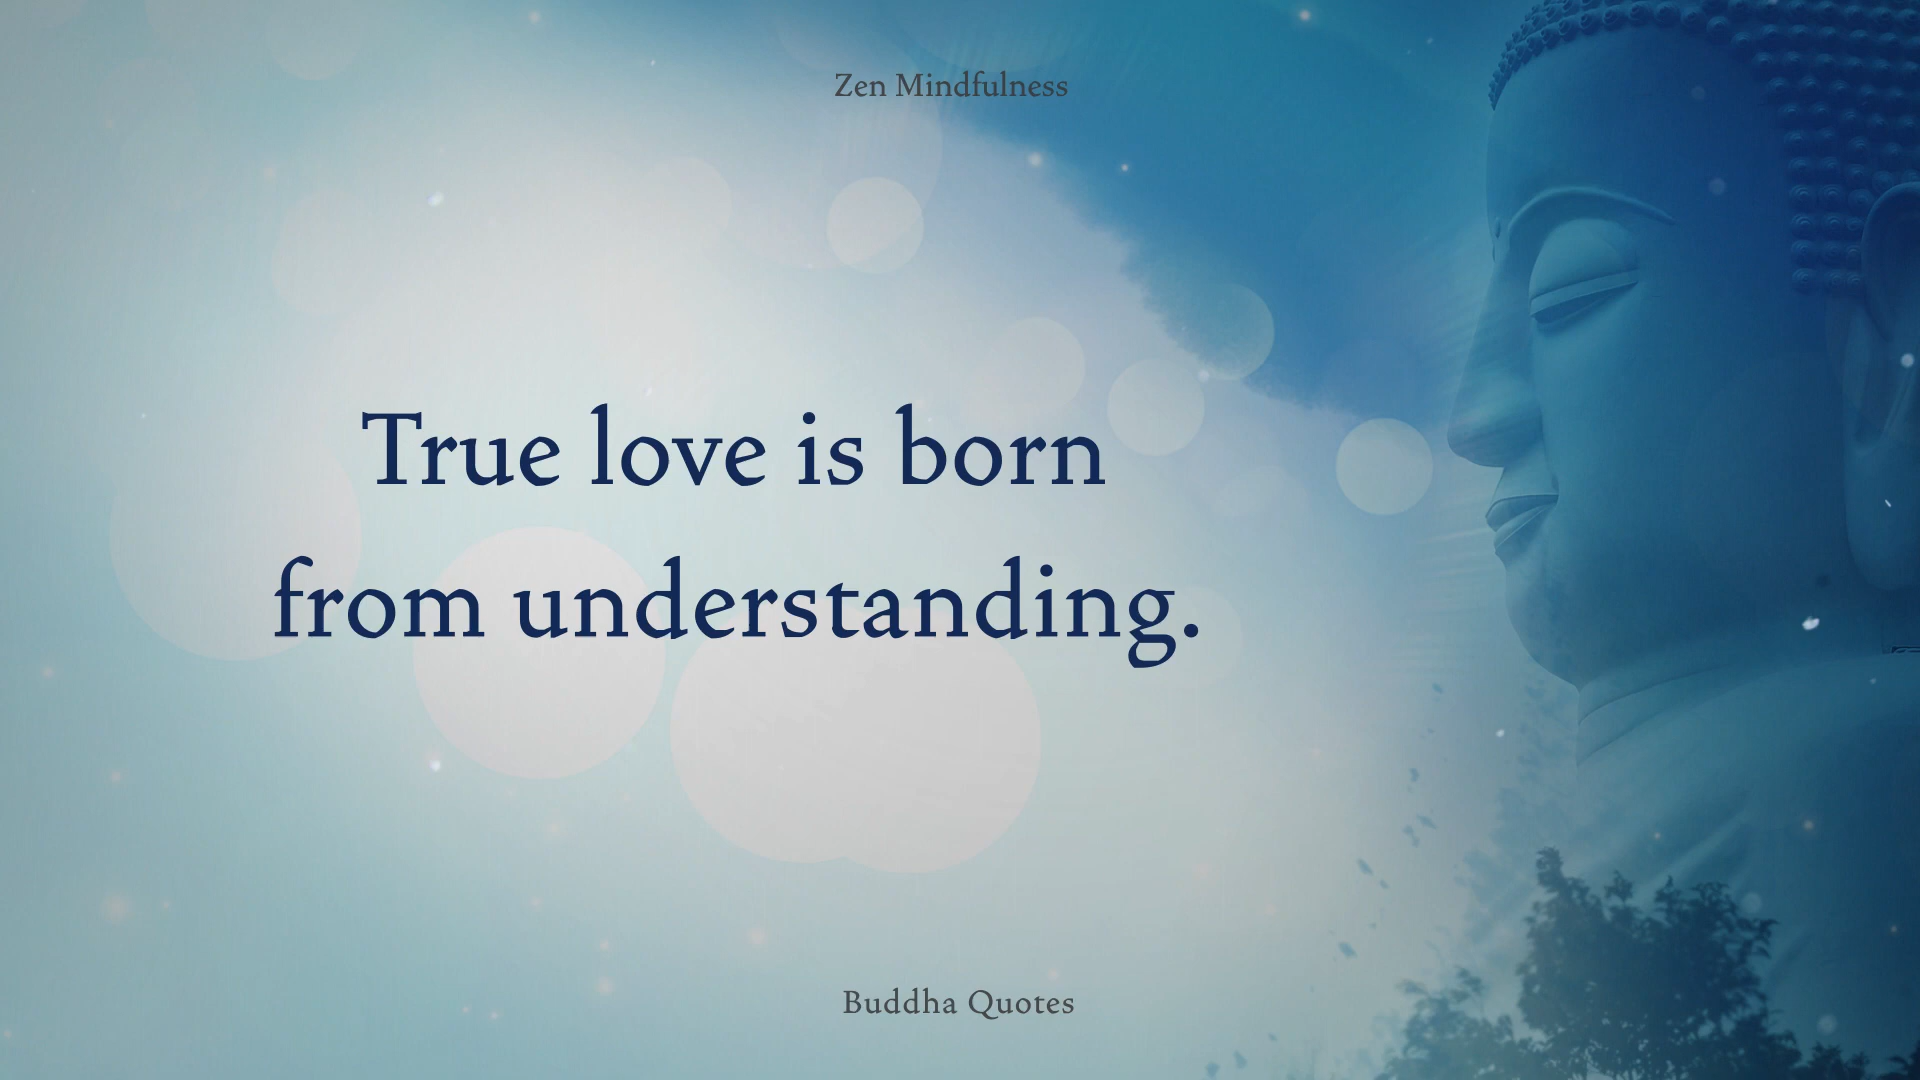 Zen Mindfulness
True love is born
from understanding.
Buddha Quotes